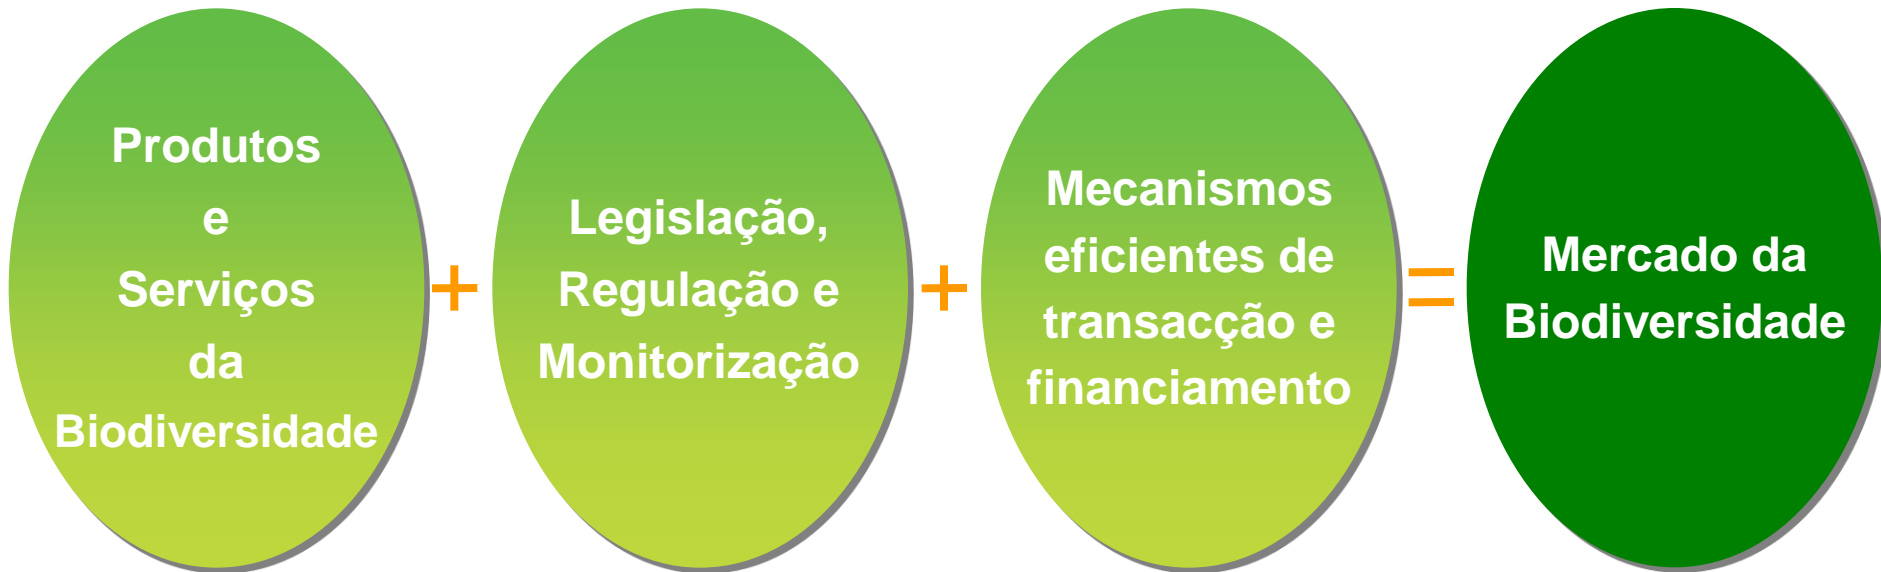 Produtos
e
Serviços
da
Biodiversidade
+
Legislação,
Regulação e
Monitorização
+
Mecanismos
eficientes de
transacção e
financiamento
=
Mercado da
Biodiversidade